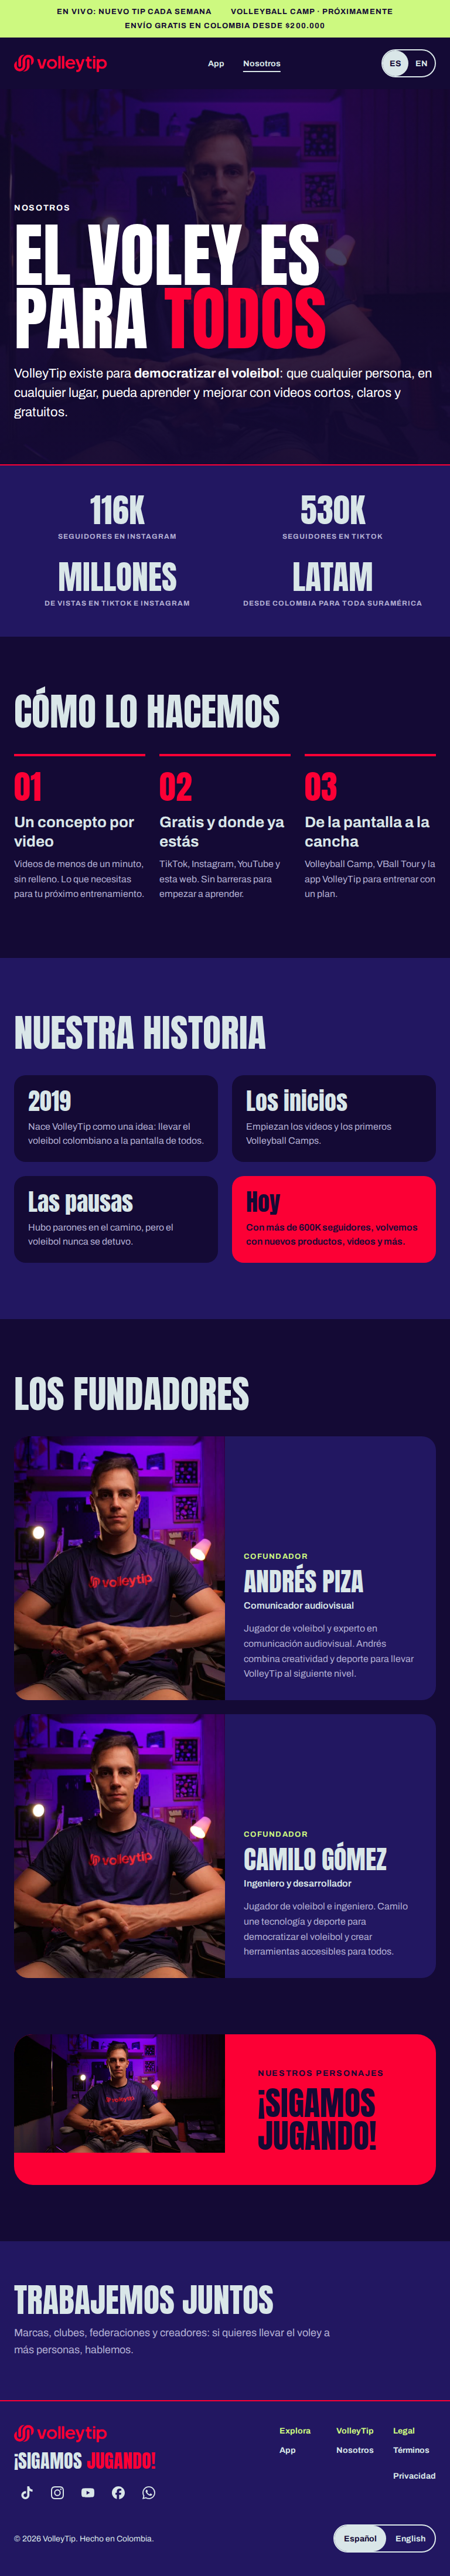 EN VIVO: NUEVO TIP CADA SEMANA VOLLEYBALL CAMP · PRÓXIMAMENTE
ENVÍO GRATIS EN COLOMBIA DESDE $200.000
volleytip App Nosotros ES EN
NOSOTROS
EL VOLEY ES
PARA TODOS
VolleyTip existe para democratizar el voleibol: que cualquier persona, en
cualquier lugar, pueda aprender y mejorar con videos cortos, claros y
gratuitos.
116K
SEGUIDORES EN INSTAGRAM
530K
SEGUIDORES EN TIKTOK
MILLONES
DE VISTAS EN TIKTOK E INSTAGRAM
LATAM
DESDE COLOMBIA PARA TODA SURAMÉRICA
CÓMO LO HACEMOS
01
Un concepto por
video
Videos de menos de un minuto,
sin relleno. Lo que necesitas
para tu próximo entrenamiento.
02
Gratis y donde ya
estás
TikTok, Instagram, YouTube y
esta web. Sin barreras para
empezar a aprender.
03
De la pantalla a la
cancha
Volleyball Camp, VBall Tour y la
app VolleyTip para entrenar con
un plan.
NUESTRA HISTORIA
2019
Nace VolleyTip como una idea: llevar el
voleibol colombiano a la pantalla de todos.
Los inicios
Empiezan los videos y los primeros
Volleyball Camps.
Las pausas
Hubo parones en el camino, pero el
voleibol nunca se detuvo.
Hoy
Con más de 600K seguidores, volvemos
con nuevos productos, videos y más.
LOS FUNDADORES
volleytip
COFUNDADOR
ANDRÉS PIZA
Comunicador audiovisual
Jugador de voleibol y experto en
comunicación audiovisual. Andrés
combina creatividad y deporte para llevar
VolleyTip al siguiente nivel.
volleytip
COFUNDADOR
CAMILO GÓMEZ
Ingeniero y desarrollador
Jugador de voleibol e ingeniero. Camilo
une tecnología y deporte para
democratizar el voleibol y crear
herramientas accesibles para todos.
volleytip
NUESTROS PERSONAJES
¡SIGAMOS
JUGANDO!
TRABAJEMOS JUNTOS
Marcas, clubes, federaciones y creadores: si quieres llevar el voley a
más personas, hablemos.
volleytip
¡SIGAMOS JUGANDO!
Explora
App
VolleyTip
Nosotros
Legal
Términos
Privacidad
© 2026 VolleyTip. Hecho en Colombia.
Español English